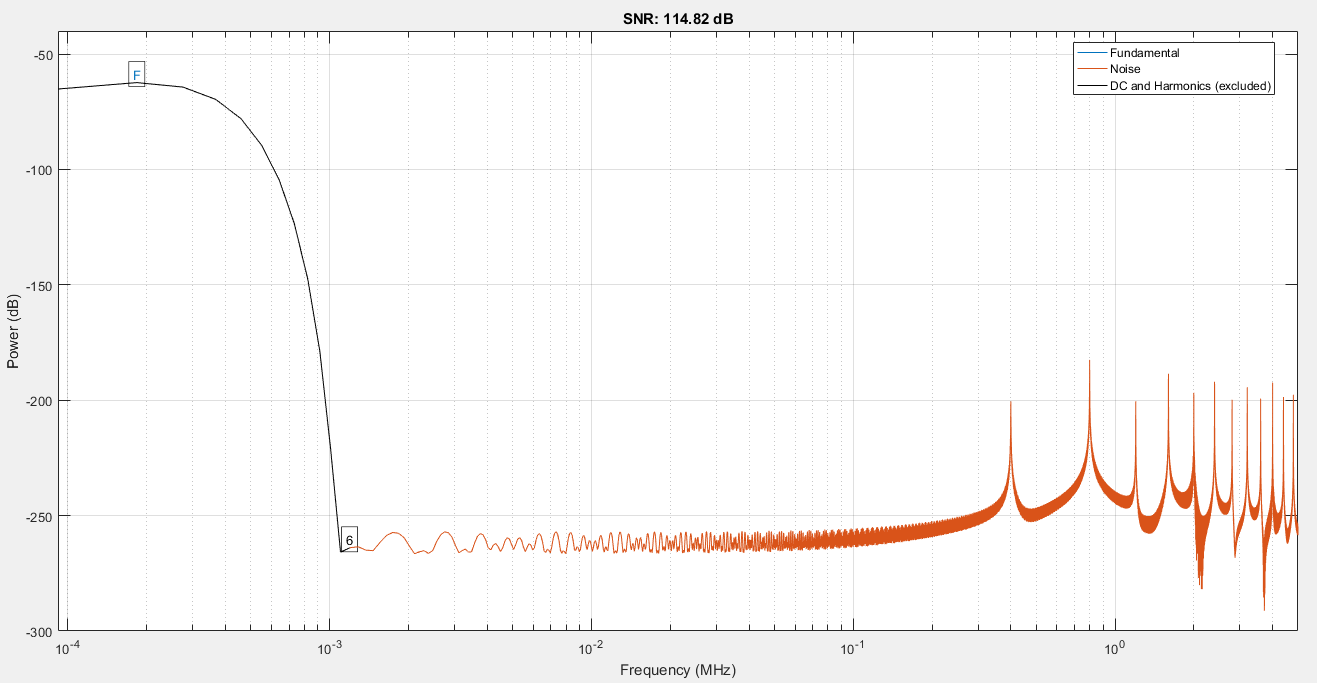 SNR: 114.82 dB
Fundamental
Noise
DC and Harmonics (excluded)
F
6
Power (dB)
-50
-100
-150
-200
-250
-300
10-4
10-3
10-2
10-1
100
Frequency (MHz)